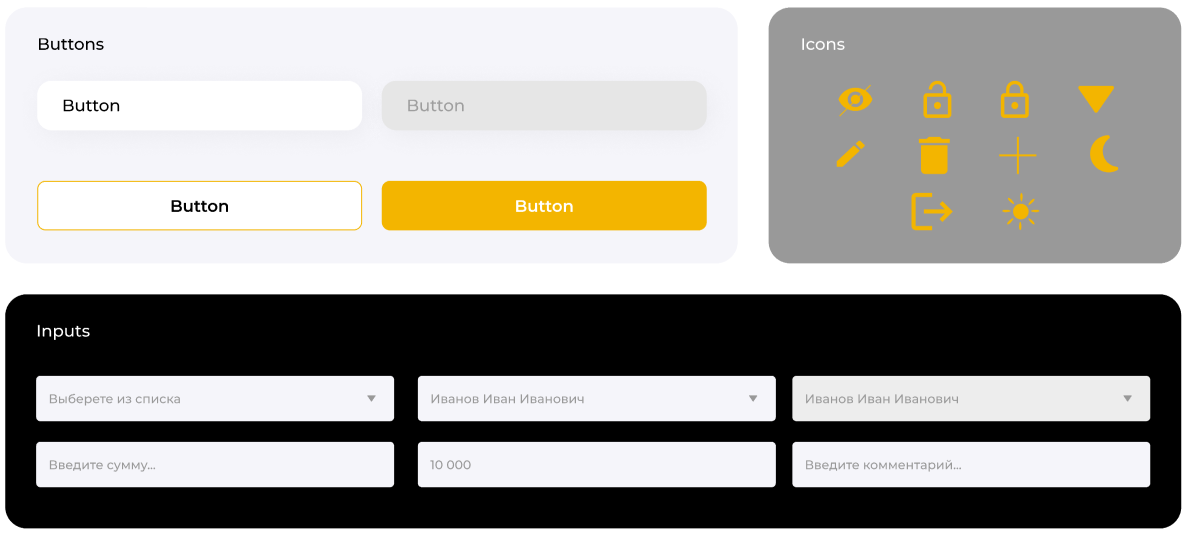 Buttons
Button
Button
Button
Button
Icons
Inputs
Выберете из списка
Иванов Иван Иванович
Иванов Иван Иванович
Введите сумму...
10 000
Введите комментарий...